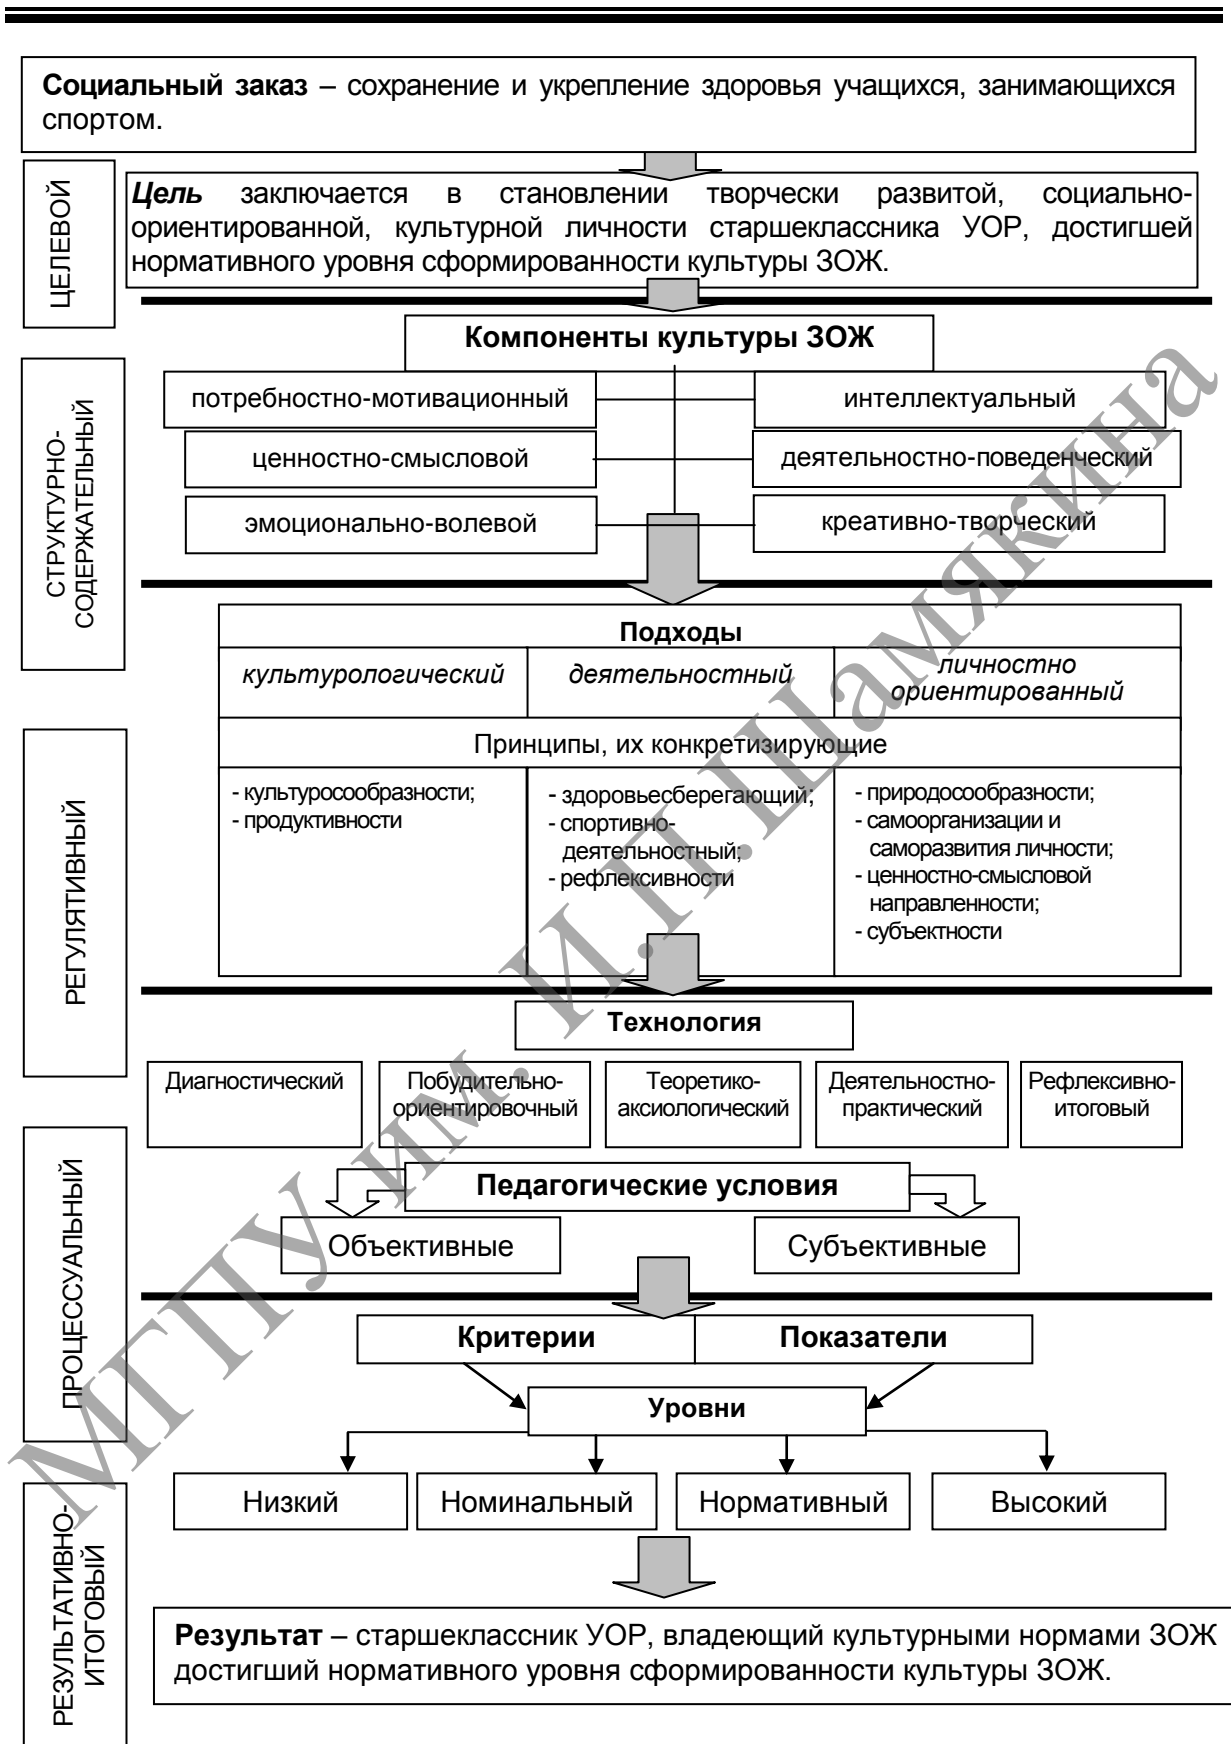 Социальный заказ – сохранение и укрепление здоровья учащихся, занимающихся
спортом.
ЦЕЛЕВОЙ
Цель заключается в становлении творчески развитой, социально-
ориентированной, культурной личности старшеклассника УОР, достигшей
нормативного уровня сформированности культуры ЗОЖ.
СТРУКТУРНО-
СОДЕРЖАТЕЛЬНЫЙ
Компоненты культуры ЗОЖ
потребностно-мотивационный
интеллектуальный
ценностно-смысловой
деятельностно-поведенческий
эмоционально-волевой
креативно-творческий
РЕГУЛЯТИВНЫЙ
Подходы
культурологический
деятельностный
личностно
ориентированный
Принципы, их конкретизирующие
- культуросообразности;
- продуктивности
- здоровьесберегающий;
- спортивно-
деятельностный;
- рефлексивности
- природосообразности;
- самоорганизации и
саморазвития личности;
- ценностно-смысловой
направленности;
- субъектности
ПРОЦЕССУАЛЬНЫЙ
Технология
Диагностический
Побудительно-
ориентировочный
Теоретико-
аксиологический
Деятельностно-
практический
Рефлексивно-
итоговый
Педагогические условия
Объективные
Субъективные
РЕЗУЛЬТАТИВНО-
ИТОГОВЫЙ
Критерии
Показатели
Уровни
Низкий
Номинальный
Нормативный
Высокий
Результат – старшеклассник УОР, владеющий культурными нормами ЗОЖ
достигший нормативного уровня сформированности культуры ЗОЖ.
МГПУ им. И.П.Шамякина